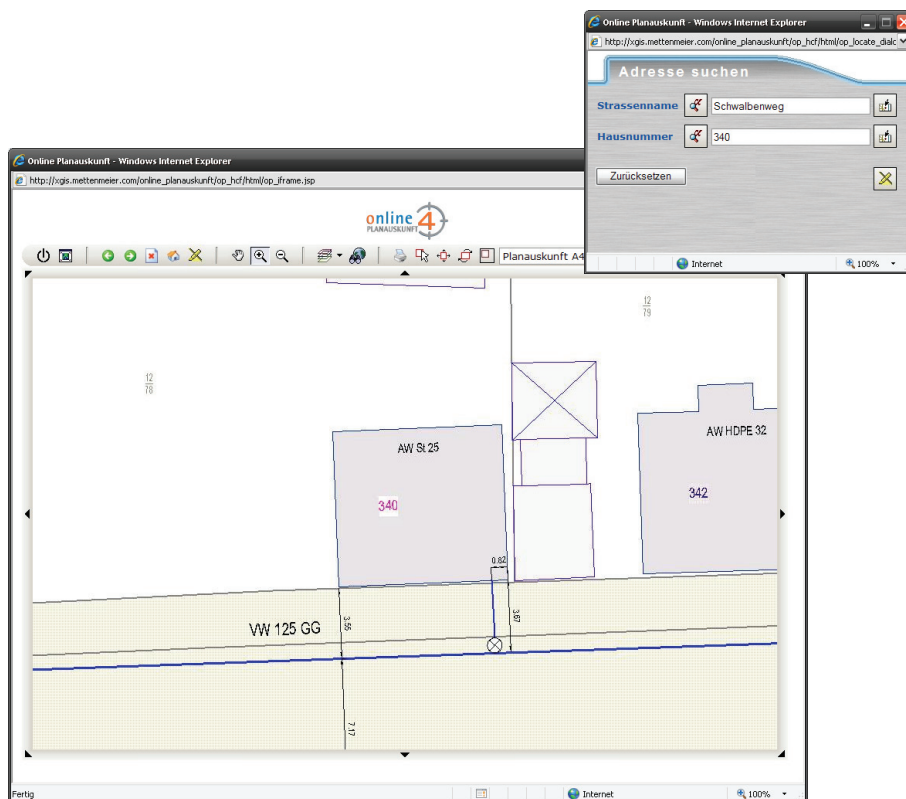 Online Planauskunft - Windows Internet Explorer
http://xgis.mettenmeier.com/online_planauskunft/op_hcf/html/op_locate_dialo
Adresse suchen
Strassenname
Schwalbenweg
Hausnummer
340
Zurücksetzen
Internet
100%
Online Planauskunft - Windows Internet Explorer
http://xgis.mettenmeier.com/online_planauskunft/op_hcf/html/op_iframe.jsp
online 4
PLANAUSKUNFT
Planauskunft A4
12
79
12
78
AW St 25
AW HDPE 32
340
342
0.82
VW 125 GG
3.55
3.67
7.17
Fertig
Internet
100%